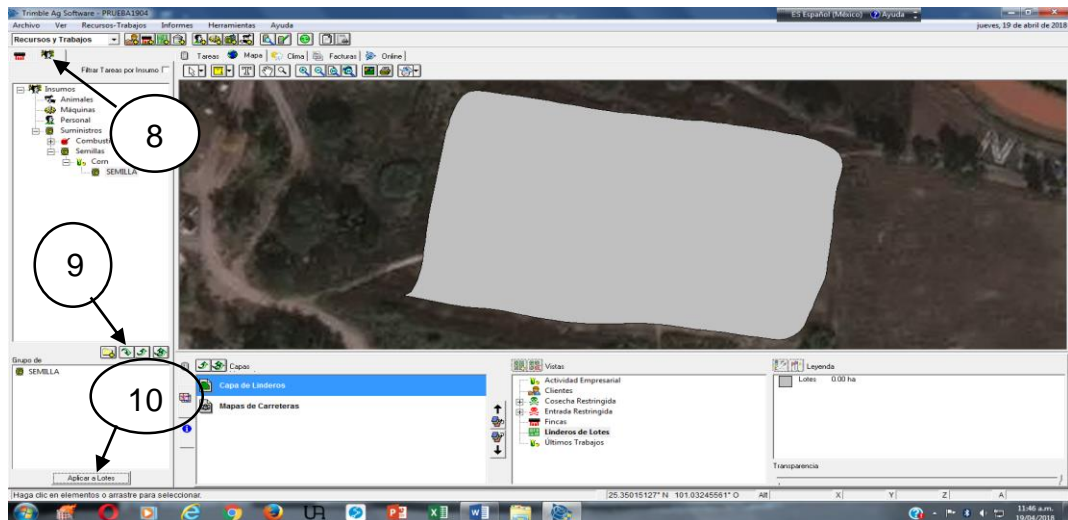 Trimble Ag Software - PRUEBA1904
ES Español (México) Ayuda
Archivo Ver Recursos-Trabajos Informes Herramientas Ayuda
jueves, 19 de abril de 2018
Recursos y Trabajos
Tareas Mapa Clima Facturas Online
Filtrar Tareas por Insumo
Insumos
Animales
Máquinas
Personal
Suministros
Semillas
Corn
SEMILLA
8
9
10
Grupo de
SEMILLA
Aplicar a Lotes
Capas
Capa de Linderos
Mapas de Carreteras
Vistas
Actividad Empresarial
Clientes
Cosecha Restringida
Entrada Restringida
Fincas
Linderos de Lotes
Últimos Trabajos
Leyenda
Lotes 0.00 ha
Transparencia
Haga clic en elementos o arrastre para seleccionar.
25.35015127° N 101.03245561° O Alt X Y Z A
11:46 a.m.
19/04/2018